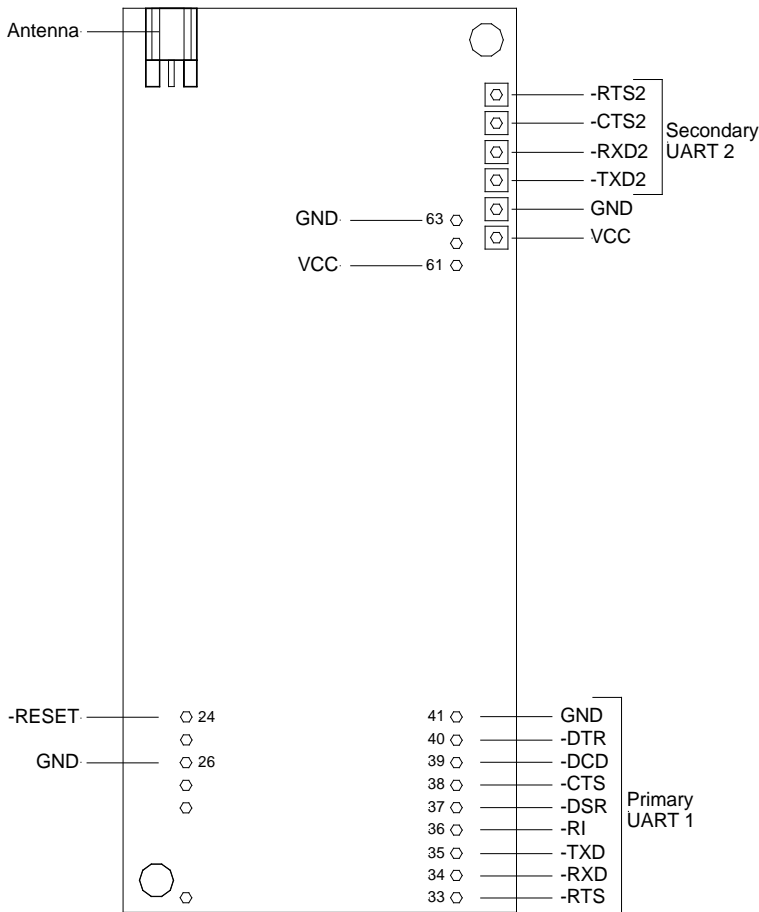 Antenna
-RTS2
-CTS2
-RXD2
-TXD2
Secondary
UART 2
GND
VCC
GND 63
VCC 61
-RESET 24
GND 26
41 GND
40 -DTR
39 -DCD
38 -CTS
37 -DSR
36 -RI
35 -TXD
34 -RXD
33 -RTS
Primary
UART 1